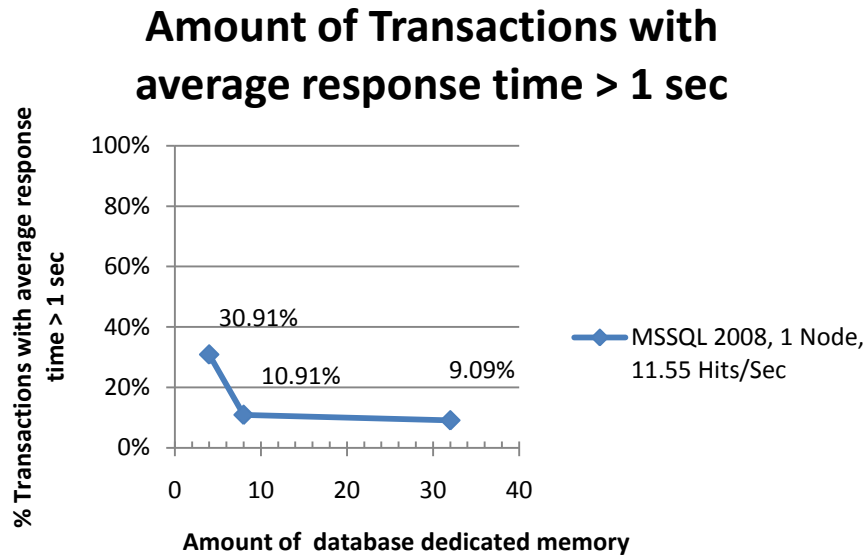 Amount of Transactions with
average response time > 1 sec
% Transactions with average response
time > 1 sec
100%
80%
60%
40%
20%
0%
30.91%
10.91%
9.09%
0
10
20
30
40
Amount of  database dedicated memory
MSSQL 2008, 1 Node,
11.55 Hits/Sec